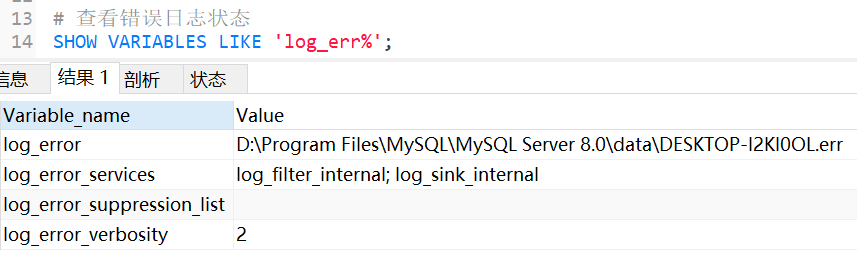 13 # 查看错误日志状态
14 SHOW VARIABLES LIKE 'log_err%';
信息 结果 1 剖析 状态
Variable_name Value
log_error D:\Program Files\MySQL\MySQL Server 8.0\data\DESKTOP-I2KI0OL.err
log_error_services log_filter_internal; log_sink_internal
log_error_suppression_list
log_error_verbosity 2